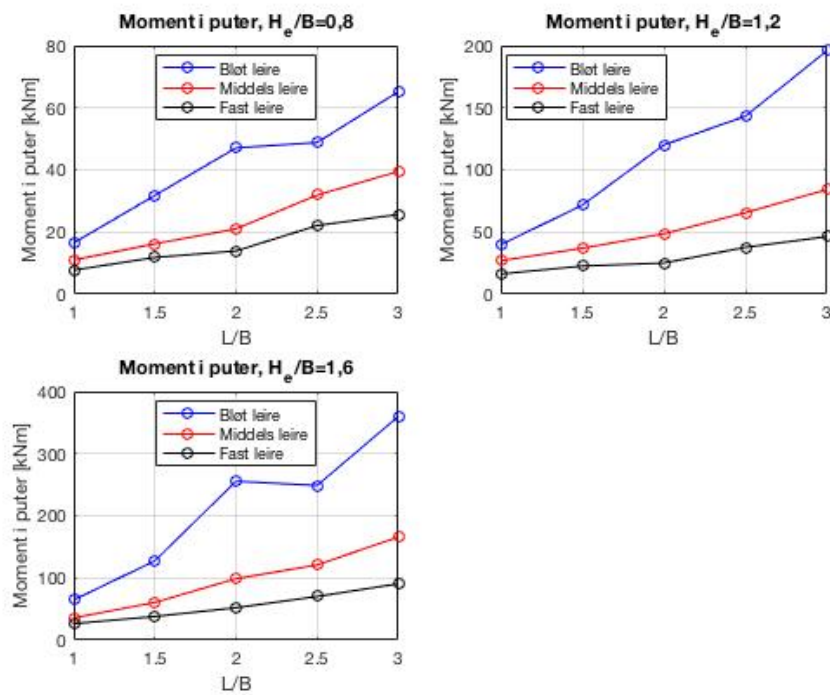 Moment i puter, H_e/B=0,8
Moment i puter [kNm]
80
60
40
20
0
Bløt leire
Middels leire
Fast leire
1 1.5 2 2.5 3
L/B
Moment i puter, H_e/B=1,2
Moment i puter [kNm]
200
150
100
50
0
Bløt leire
Middels leire
Fast leire
1 1.5 2 2.5 3
L/B
Moment i puter, H_e/B=1,6
Moment i puter [kNm]
400
300
200
100
0
Bløt leire
Middels leire
Fast leire
1 1.5 2 2.5 3
L/B